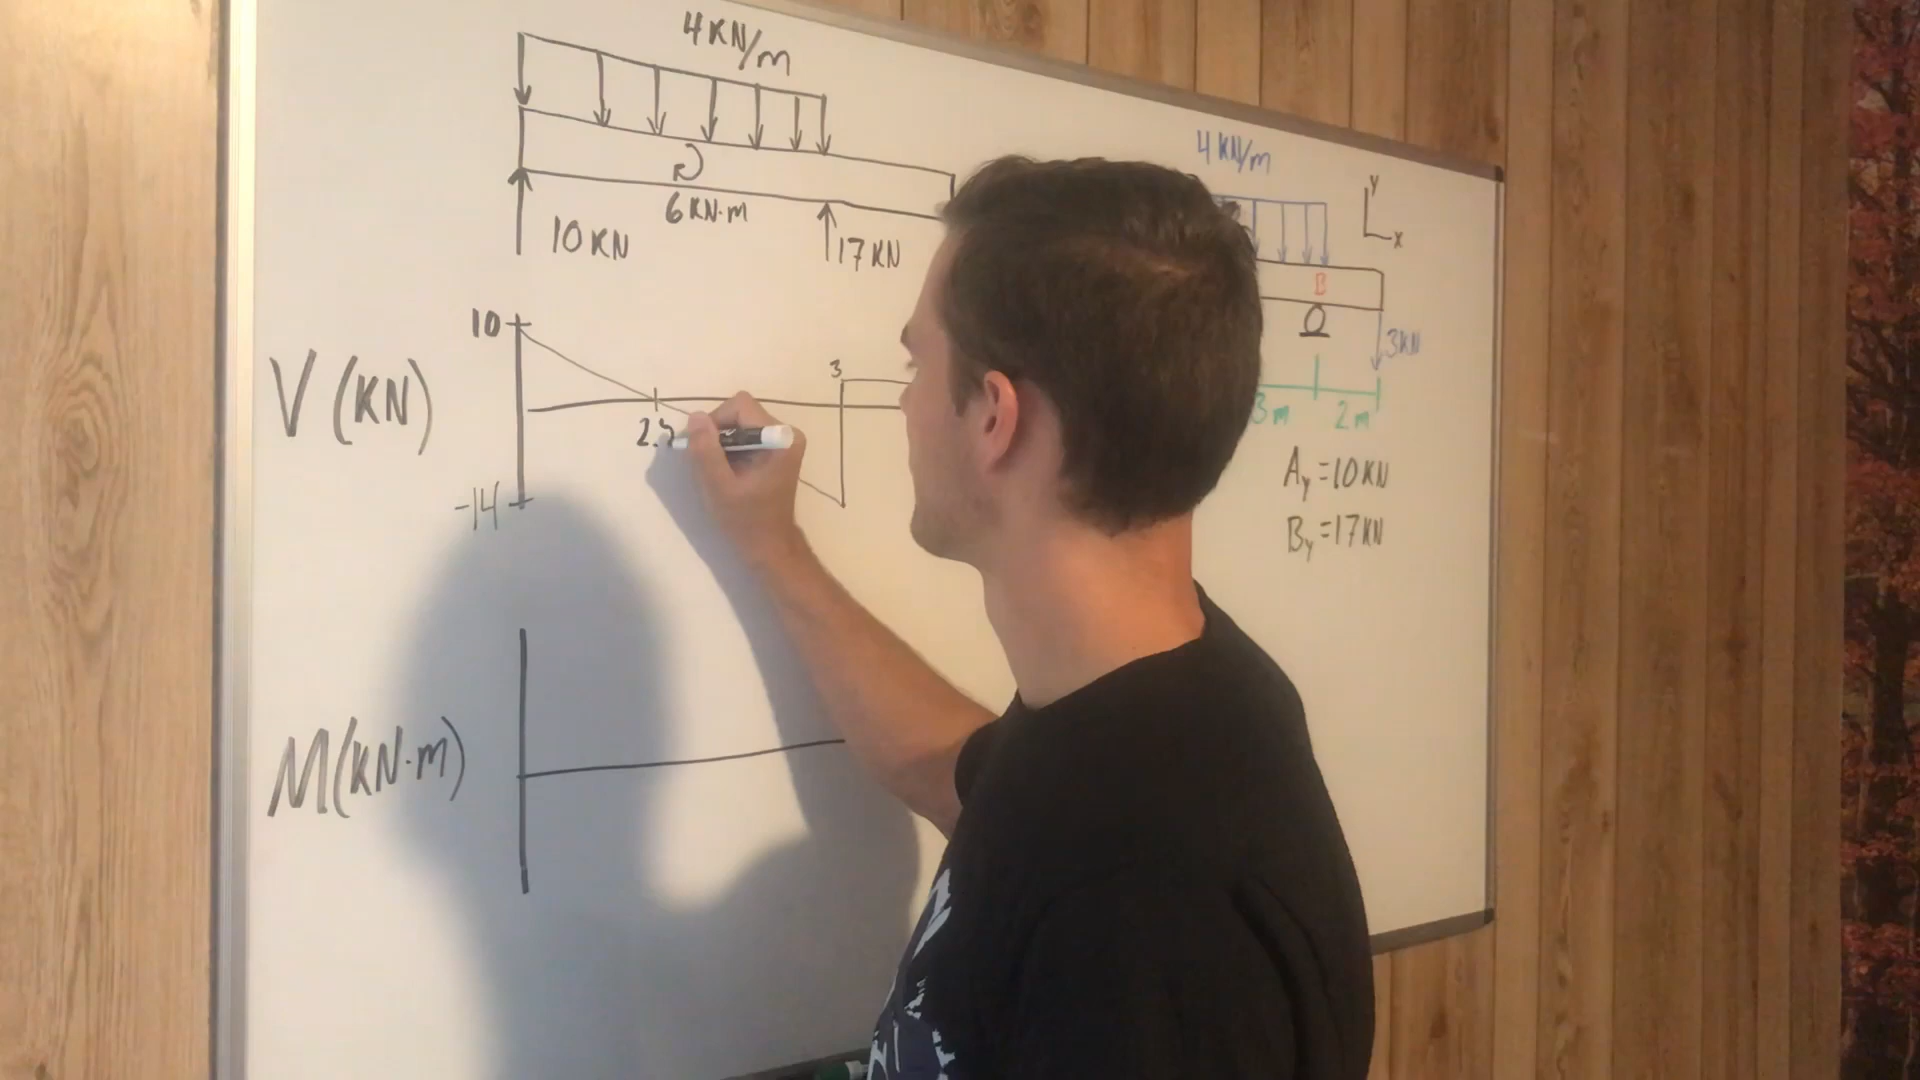 4KN/m
6KN·m
10KN
17KN
V(KN)
10
-14
3
M(KN·m)
4KN/m
Y
x
B
3KN
3m
2m
Ay=10KN
By=17KN